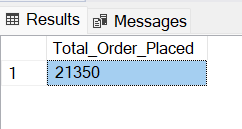 Results Messages
Total_Order_Placed
1 21350